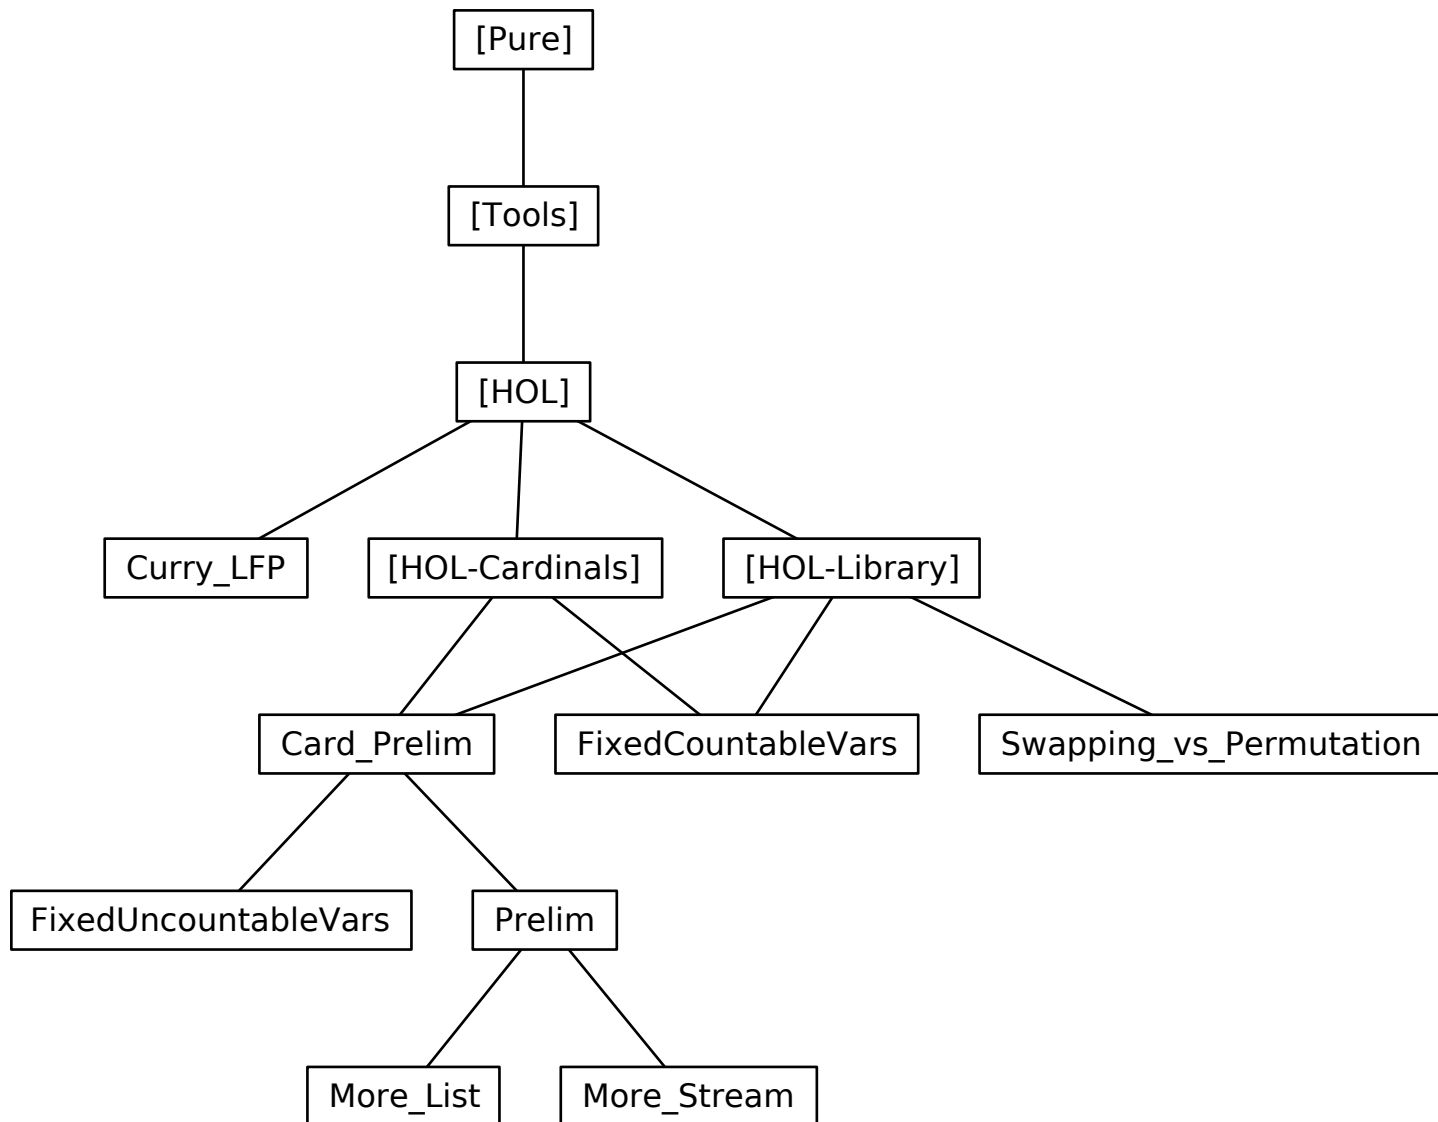 [Pure]
[Tools]
[HOL]
Curry_LFP
[HOL-Cardinals]
[HOL-Library]
Card_Prelim
FixedCountableVars
Swapping_vs_Permutation
FixedUncountableVars
Prelim
More_List
More_Stream